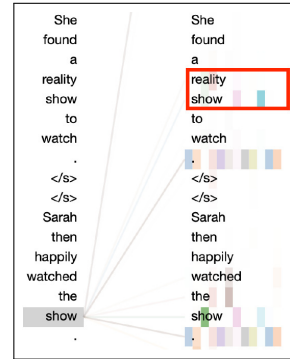 She She
found found
a a
reality reality
show show
to to
watch watch
. .
</s> </s>
</s> </s>
Sarah Sarah
then then
happily happily
watched watched
the the
show show
. .